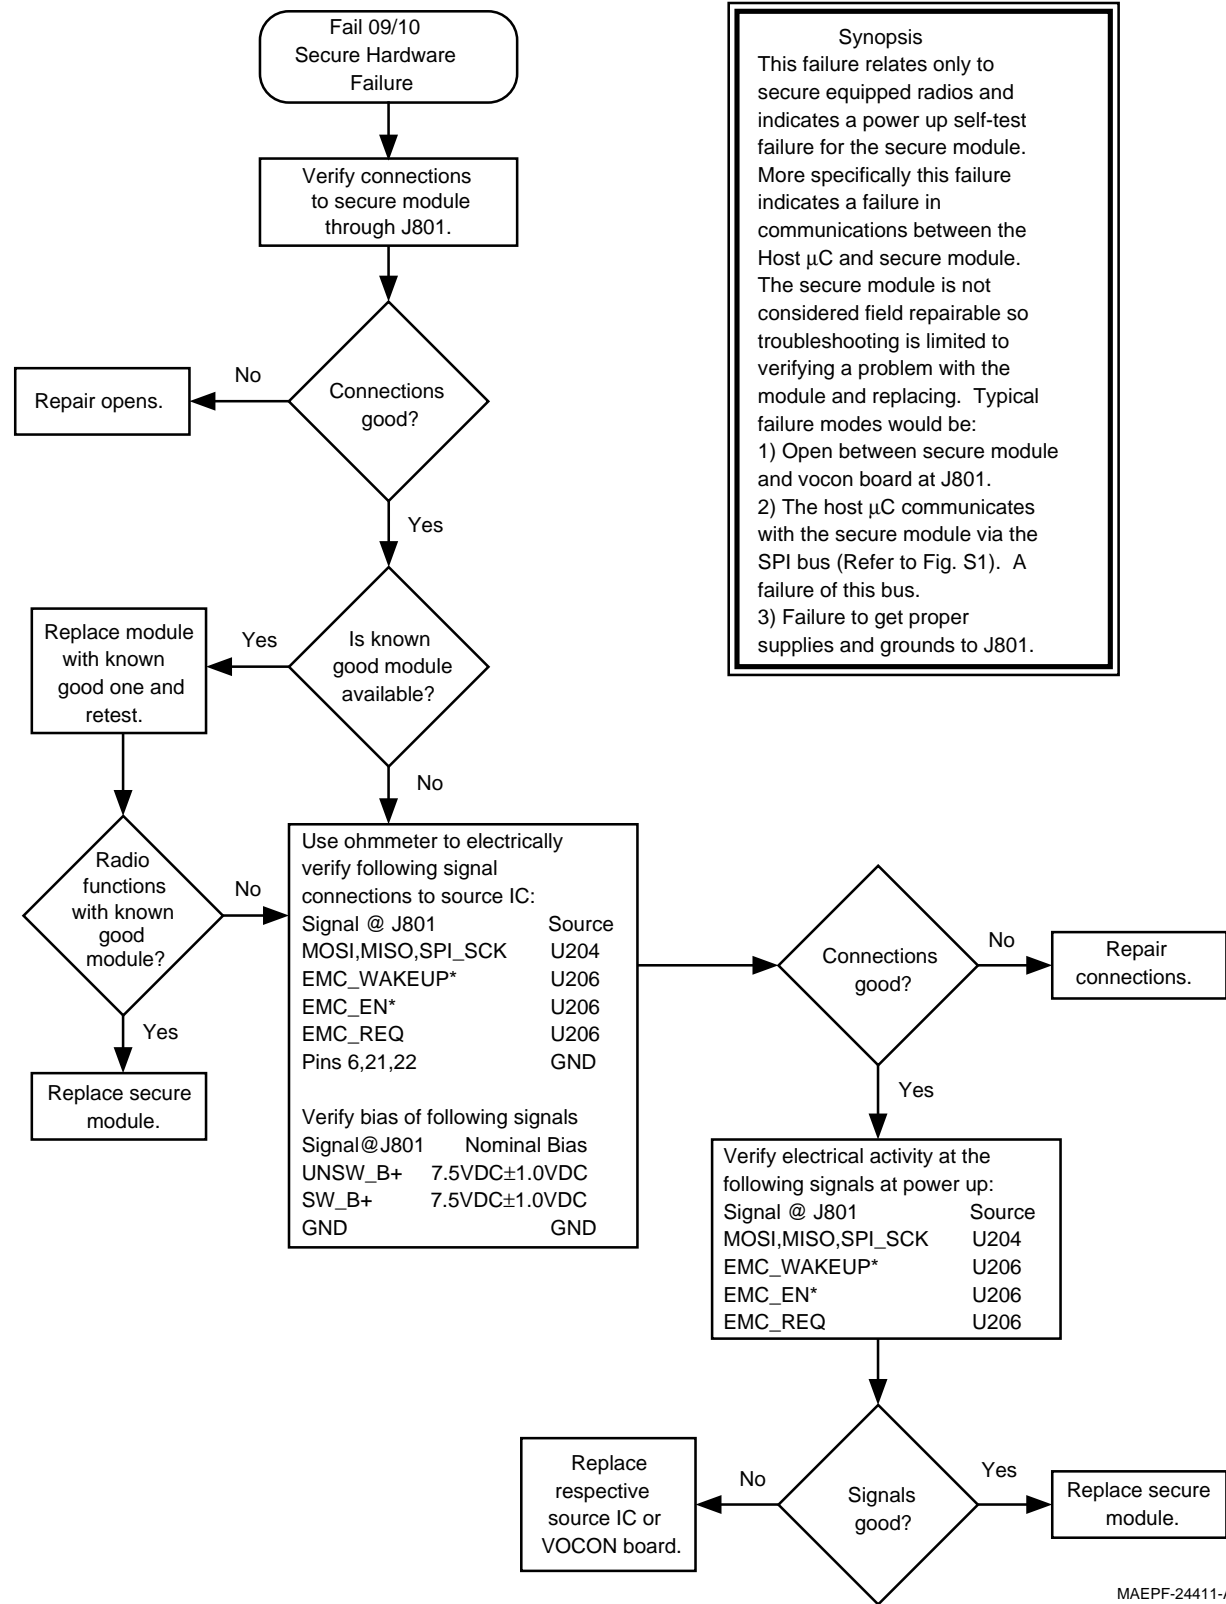 Fail 09/10
Secure Hardware
Failure
Verify connections
to secure module
through J801.
Connections
good?
No
Repair opens.
Yes
Is known
good module
available?
Yes
Replace module
with known
good one and
retest.
Radio
functions
with known
good
module?
No
Yes
Replace secure
module.
No
Use ohmmeter to electrically
verify following signal
connections to source IC:
Signal @ J801 Source
MOSI,MISO,SPI_SCK U204
EMC_WAKEUP* U206
EMC_EN* U206
EMC_REQ U206
Pins 6,21,22 GND
Verify bias of following signals
Signal@J801 Nominal Bias
UNSW_B+ 7.5VDC±1.0VDC
SW_B+ 7.5VDC±1.0VDC
GND GND
Connections
good?
No
Repair
connections.
Yes
Verify electrical activity at the
following signals at power up:
Signal @ J801 Source
MOSI,MISO,SPI_SCK U204
EMC_WAKEUP* U206
EMC_EN* U206
EMC_REQ U206
Signals
good?
No
Replace
respective
source IC or
VOCON board.
Yes
Replace secure
module.
Synopsis
This failure relates only to
secure equipped radios and
indicates a power up self-test
failure for the secure module.
More specifically this failure
indicates a failure in
communications between the
Host µC and secure module.
The secure module is not
considered field repairable so
troubleshooting is limited to
verifying a problem with the
module and replacing. Typical
failure modes would be:
1) Open between secure module
and vocon board at J801.
2) The host µC communicates
with the secure module via the
SPI bus (Refer to Fig. S1). A
failure of this bus.
3) Failure to get proper
supplies and grounds to J801.
MAEPF-24411-A